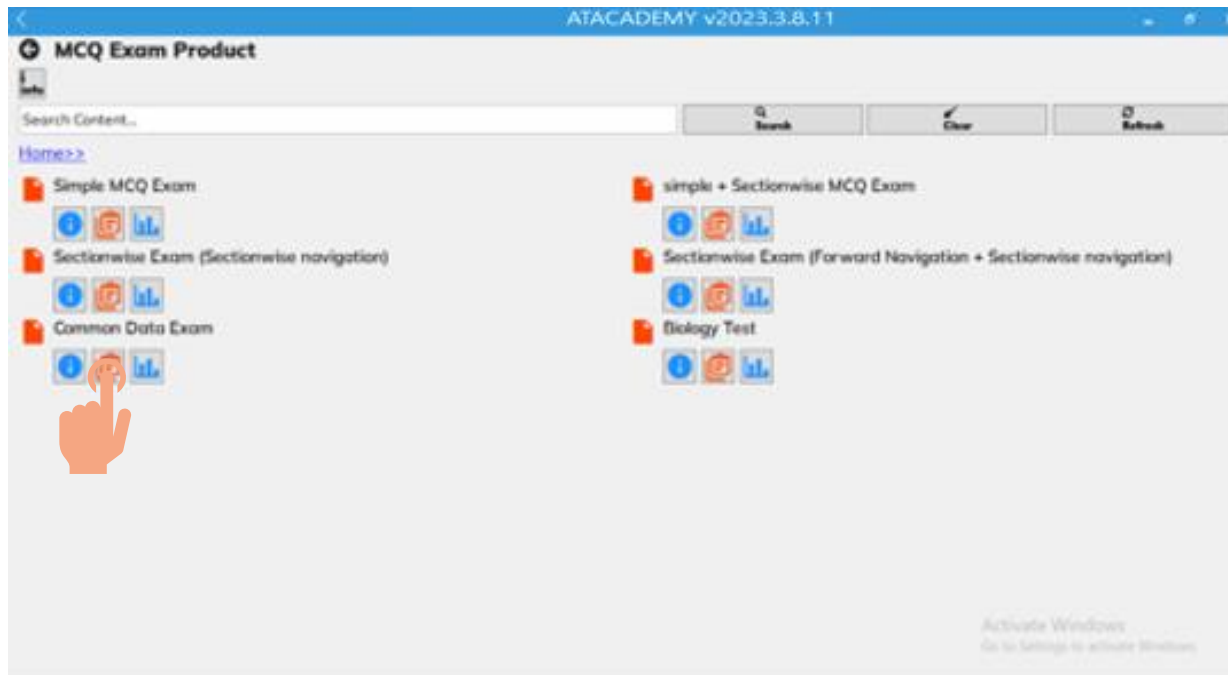 ATACADEMY v2023.3.8.11
MCQ Exam Product
Info
Search Content...
Search
Clear
Refresh
Home>>
Simple MCQ Exam
simple + Sectionwise MCQ Exam
Sectionwise Exam (Sectionwise navigation)
Sectionwise Exam (Forward Navigation + Sectionwise navigation)
Common Data Exam
Biology Test
Activate Windows
Go to Settings to activate Windows.